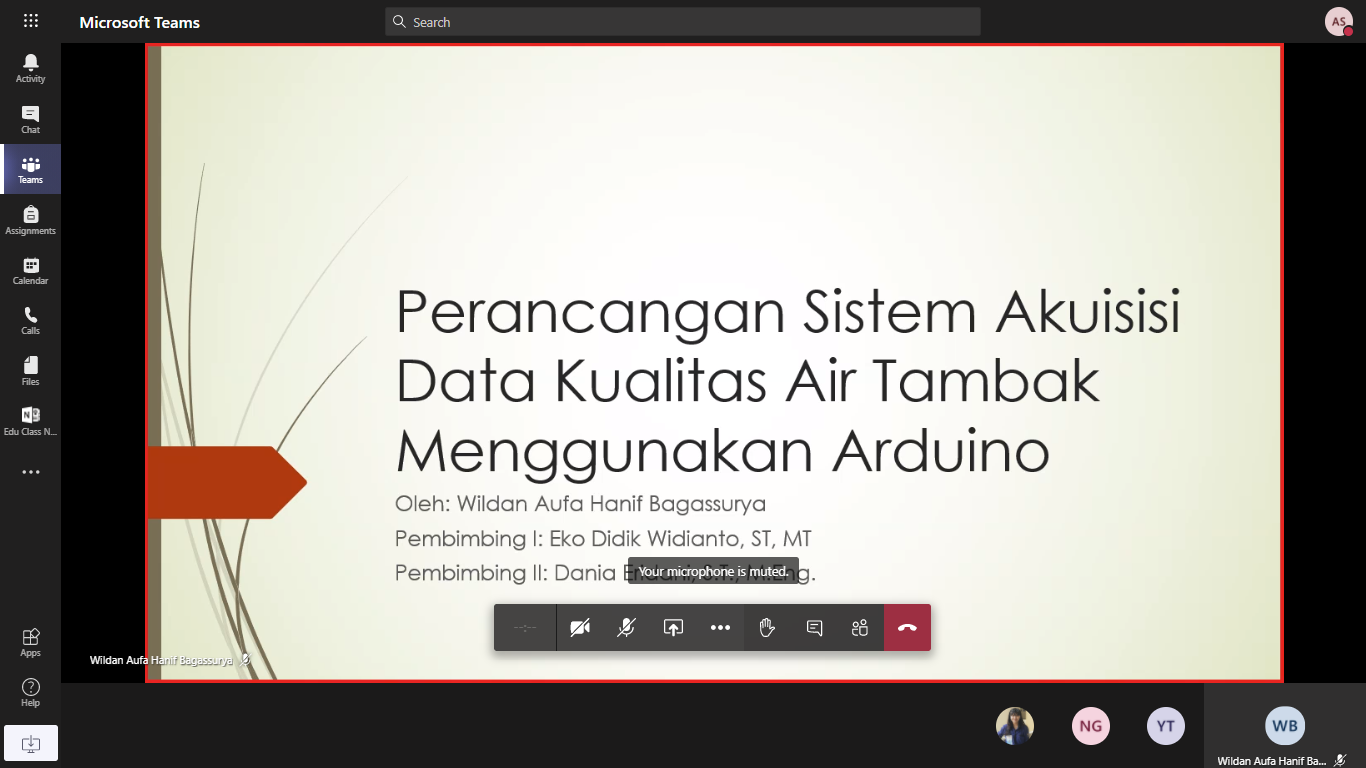 Microsoft Teams
Search
AS
Activity
Chat
Teams
Assignments
Calendar
Calls
Files
Edu Class N...
Apps
Help
Perancangan Sistem Akuisisi
Data Kualitas Air Tambak
Menggunakan Arduino
Oleh: Wildan Aufa Hanif Bagassurya
Pembimbing I: Eko Didik Widianto, ST, MT
Pembimbing II: Dania Eridani, S.T., M.Eng.
Your microphone is muted.
--:--
Wildan Aufa Hanif Bagassurya
NG
YT
WB
Wildan Aufa Hanif Ba...